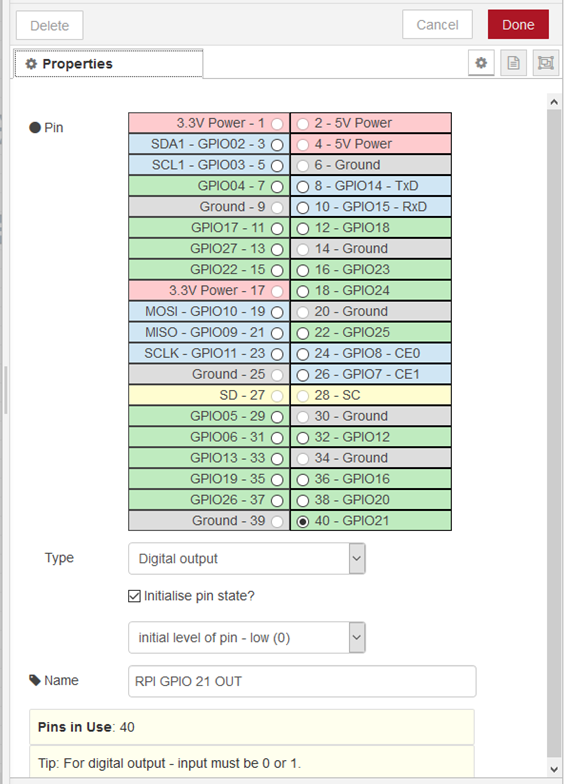 Delete
Cancel
Done
Properties
Pin
3.3V Power - 1 2 - 5V Power
SDA1 - GPIO02 - 3 4 - 5V Power
SCL1 - GPIO03 - 5 6 - Ground
GPIO04 - 7 8 - GPIO14 - TxD
Ground - 9 10 - GPIO15 - RxD
GPIO17 - 11 12 - GPIO18
GPIO27 - 13 14 - Ground
GPIO22 - 15 16 - GPIO23
3.3V Power - 17 18 - GPIO24
MOSI - GPIO10 - 19 20 - Ground
MISO - GPIO09 - 21 22 - GPIO25
SCLK - GPIO11 - 23 24 - GPIO8 - CE0
Ground - 25 26 - GPIO7 - CE1
SD - 27 28 - SC
GPIO05 - 29 30 - Ground
GPIO06 - 31 32 - GPIO12
GPIO13 - 33 34 - Ground
GPIO19 - 35 36 - GPIO16
GPIO26 - 37 38 - GPIO20
Ground - 39 40 - GPIO21
Type
Digital output
Initialise pin state?
initial level of pin - low (0)
Name
RPI GPIO 21 OUT
Pins in Use: 40
Tip: For digital output - input must be 0 or 1.